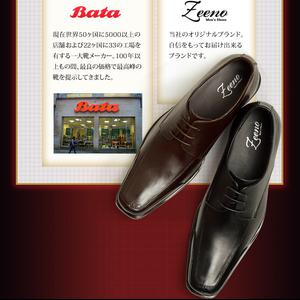 Bata
現在世界50ヶ国に5000以上の
店舗および22ヶ国に33の工場を
有する一大靴メーカー。100年以
上もの間、最良の価格で最高峰の
靴を提示してきました。
Bata
Zeeno
Men's Shoes
当社のオリジナルブランド。
自信をもってお届け出来る
ブランドです。
Zeeno
Zeeno